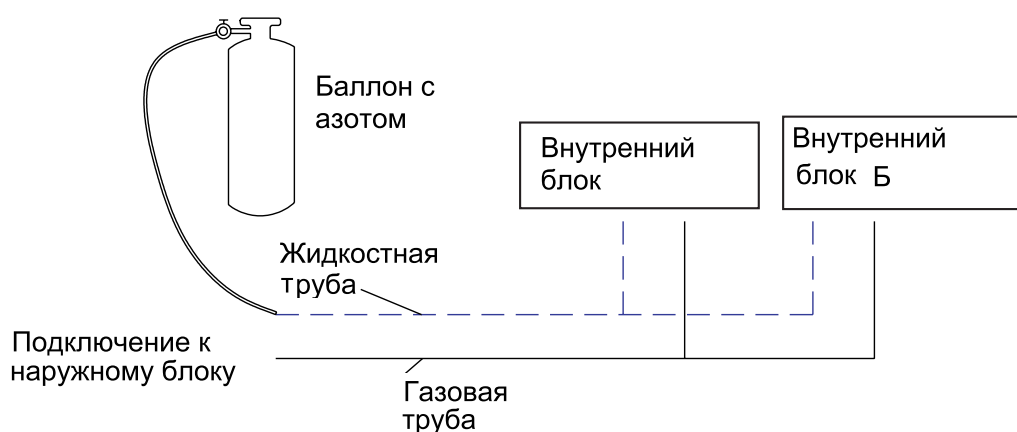 Баллон с
азотом
Внутренний
блок
Внутренний
блок Б
Жидкостная
труба
Подключение к
наружному блоку
Газовая
труба